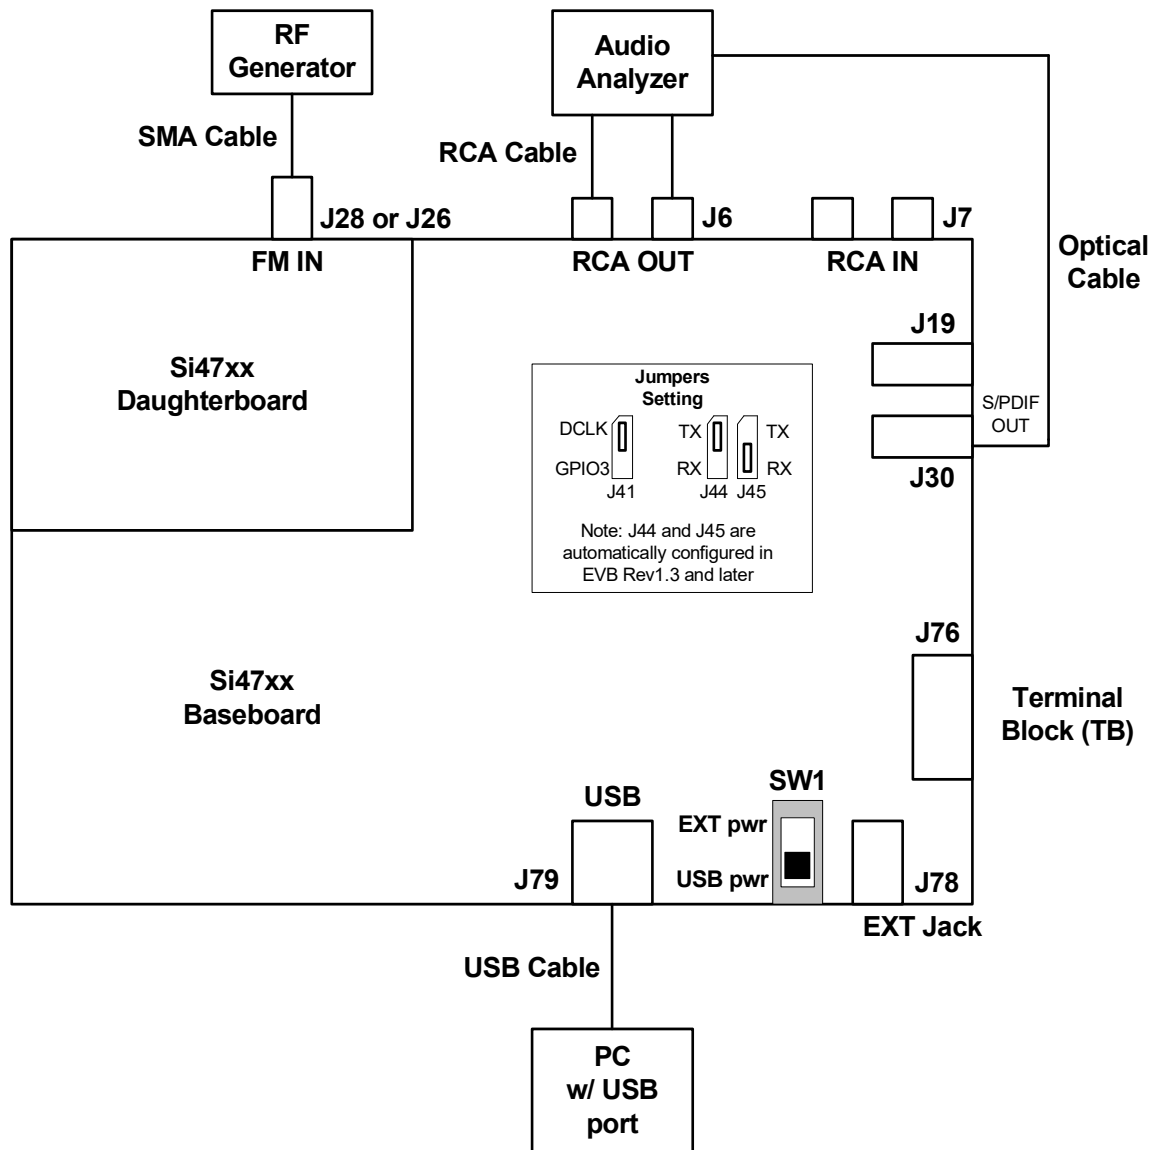 RF
Generator
Audio
Analyzer
SMA Cable
RCA Cable
J28 or J26
J6
J7
FM IN
RCA OUT
RCA IN
Optical
Cable
J19
Si47xx
Daughterboard
Jumpers
Setting
DCLK
TX
TX
GPIO3
RX
RX
J41
J44
J45
Note: J44 and J45 are
automatically configured in
EVB Rev1.3 and later
S/PDIF
OUT
J30
J76
Si47xx
Baseboard
Terminal
Block (TB)
SW1
USB
EXT pwr
USB pwr
J79
J78
EXT Jack
USB Cable
PC
w/ USB
port